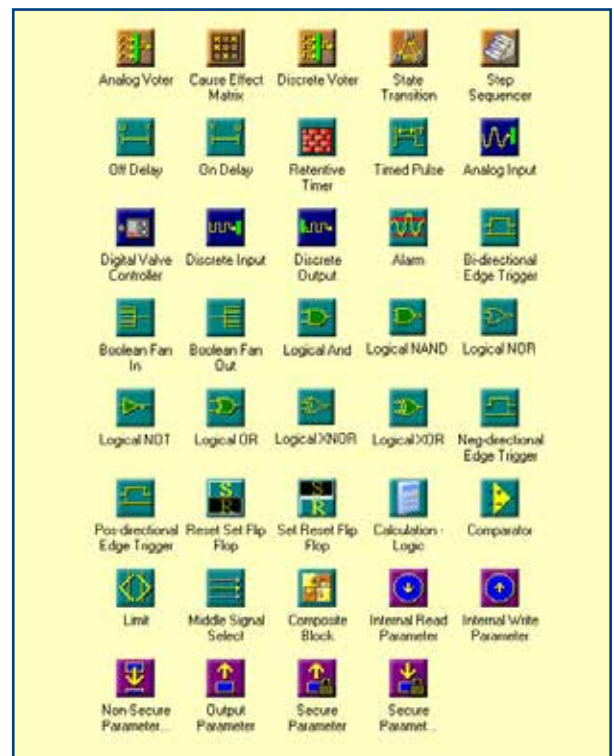 Analog Voter
Cause Effect
Matrix
Discrete Voter
State
Transition
Step
Sequencer
Off Delay
On Delay
Retentive
Timer
Timed Pulse
Analog Input
Digital Valve
Controller
Discrete Input
Discrete
Output
Alarm
Bi-directional
Edge Trigger
Boolean Fan
In
Boolean Fan
Out
Logical And
Logical NAND
Logical NOR
Logical NOT
Logical OR
Logical XNOR
Logical XOR
Neg-directional
Edge Trigger
Pos-directional
Edge Trigger
S
R
Reset Set Flip
Flop
S
R
Set Reset Flip
Flop
Calculation -
Logic
Comparator
Limit
Middle Signal
Select
Composite
Block
Internal Read
Parameter
Internal Write
Parameter
Non-Secure
Parameter...
Output
Parameter
Secure
Parameter
Secure
Paramet...